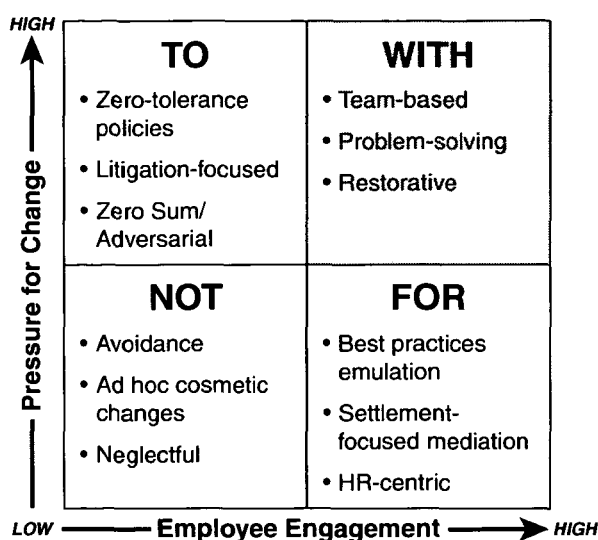 HIGH
TO
• Zero-tolerance
policies
• Litigation-focused
• Zero Sum/
Adversarial
WITH
• Team-based
• Problem-solving
• Restorative
Pressure for Change
NOT
• Avoidance
• Ad hoc cosmetic
changes
• Neglectful
FOR
• Best practices
emulation
• Settlement-
focused mediation
• HR-centric
LOW
Employee Engagement
HIGH